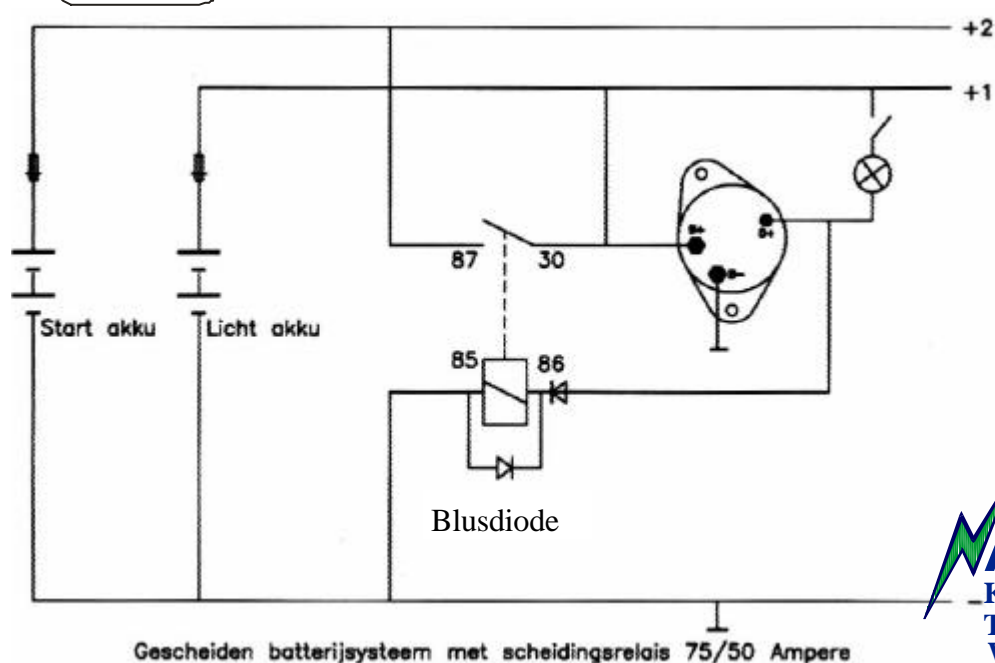 +2
+1
B+
D+
B-
87 30
Start akku
Licht akku
85 86
Blusdiode
-
K
T
Gescheiden batterijsysteem met scheidingsrelais 75/50 Ampere